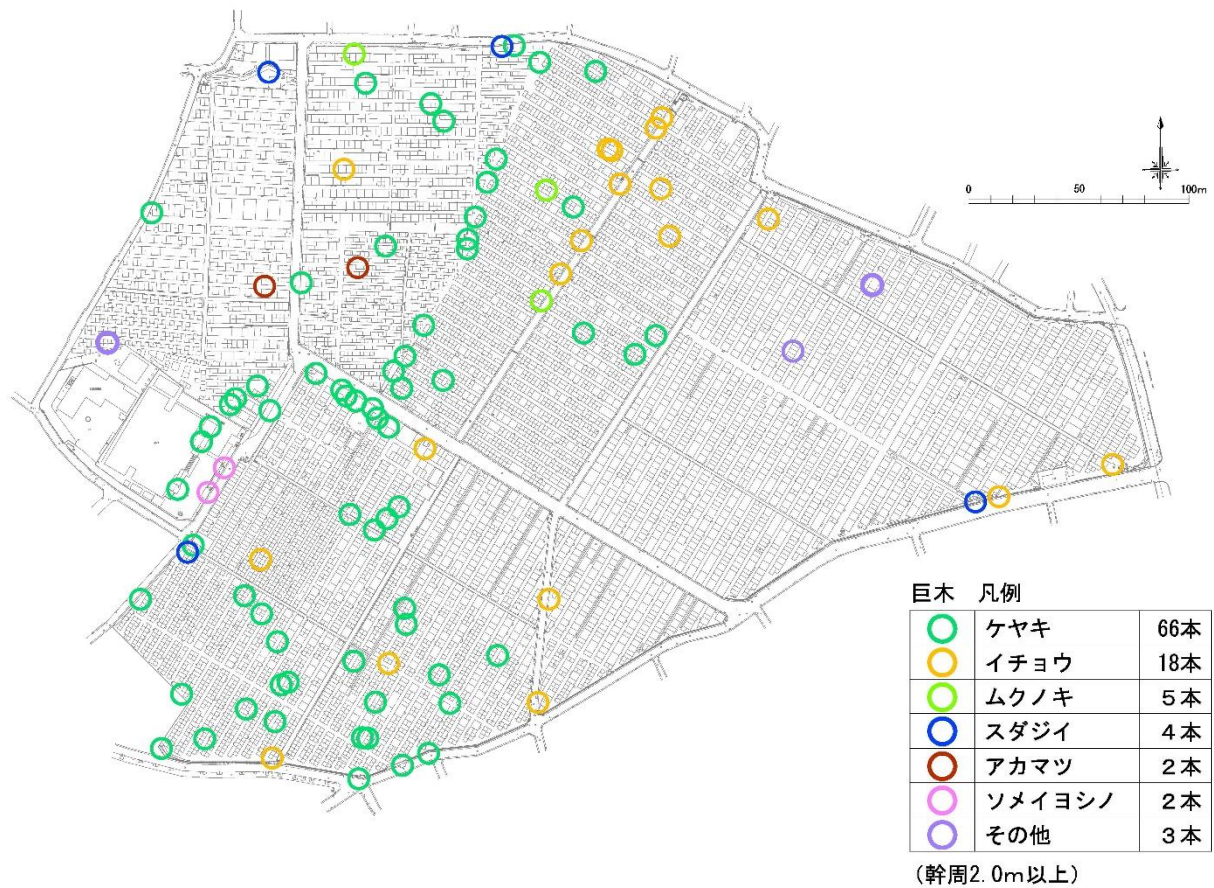 0 50 100m
巨木 凡例
ケヤキ 66本
イチョウ 18本
ムクノキ 5本
スダジイ 4本
アカマツ 2本
ソメイヨシノ 2本
その他 3本
(幹周2.0m以上)